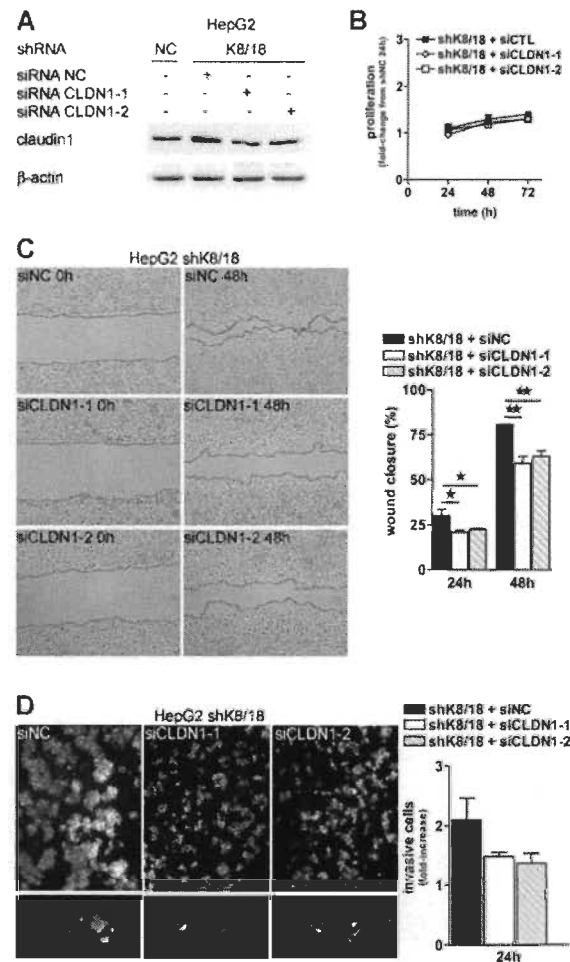 A
HepG2
shRNA NC K8/18
siRNA NC - + - -
siRNA CLDN1-1 - - + -
siRNA CLDN1-2 - - - +
claudin1
β-actin
B
shK8/18 + siCTL
shK8/18 + siCLDN1-1
shK8/18 + siCLDN1-2
proliferation
(fold-change from shNC 24h)
3
2
1
0
0 24 48 72
time (h)
C
HepG2 shK8/18
siNC 0h
siNC 48h
siCLDN1-1 0h
siCLDN1-1 48h
siCLDN1-2 0h
siCLDN1-2 48h
shK8/18 + siNC
shK8/18 + siCLDN1-1
shK8/18 + siCLDN1-2
wound closure (%)
100
75
50
25
0
★ ★ ★★ ★★
24h 48h
D
HepG2 shK8/18
siNC
siCLDN1-1
siCLDN1-2
shK8/18 + siNC
shK8/18 + siCLDN1-1
shK8/18 + siCLDN1-2
invasive cells
(fold-increase)
3
2
1
0
24h